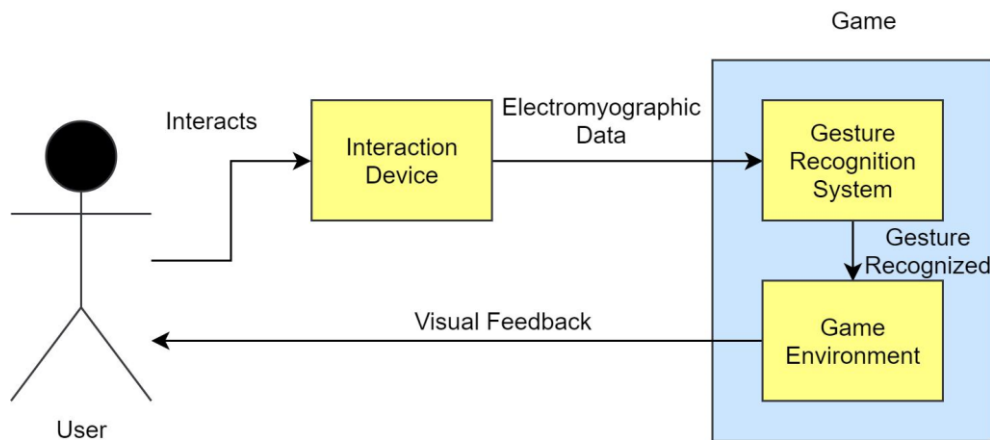 Game
Interacts
Interaction
Device
Electromyographic
Data
Gesture
Recognition
System
Gesture
Recognized
Game
Environment
Visual Feedback
User